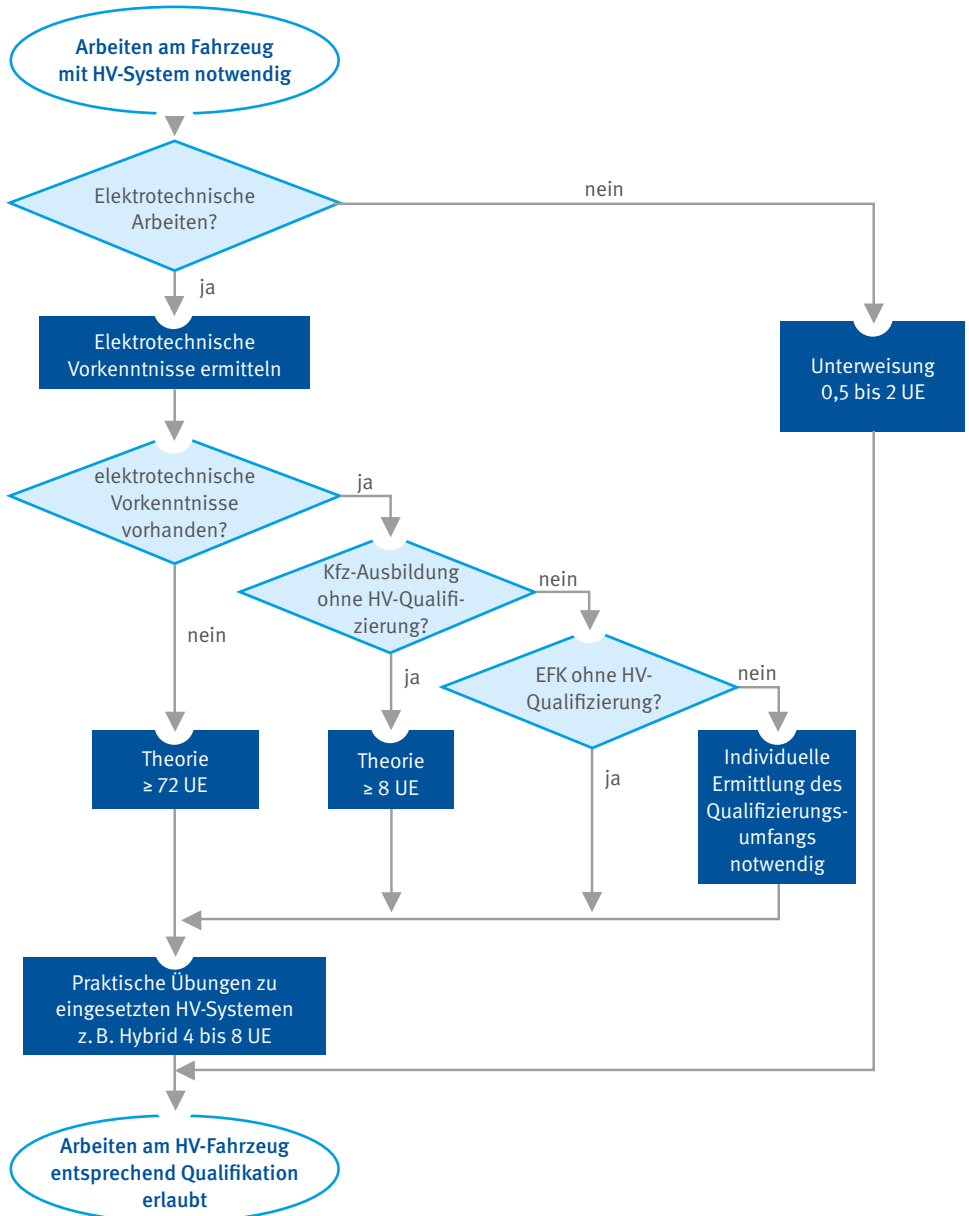 Arbeiten am Fahrzeug
mit HV-System notwendig
Elektrotechnische
Arbeiten?
nein
ja
Elektrotechnische
Vorkenntnisse ermitteln
Unterweisung
0,5 bis 2 UE
elektrotechnische
Vorkenntnisse
vorhanden?
ja
Kfz-Ausbildung
ohne HV-Qualifi-
zierung?
nein
nein
ja
EFK ohne HV-
Qualifizierung?
nein
Theorie
≥ 72 UE
Theorie
≥ 8 UE
ja
Individuelle
Ermittlung des
Qualifizierungs-
umfangs
notwendig
Praktische Übungen zu
eingesetzten HV-Systemen
z. B. Hybrid 4 bis 8 UE
Arbeiten am HV-Fahrzeug
entsprechend Qualifikation
erlaubt